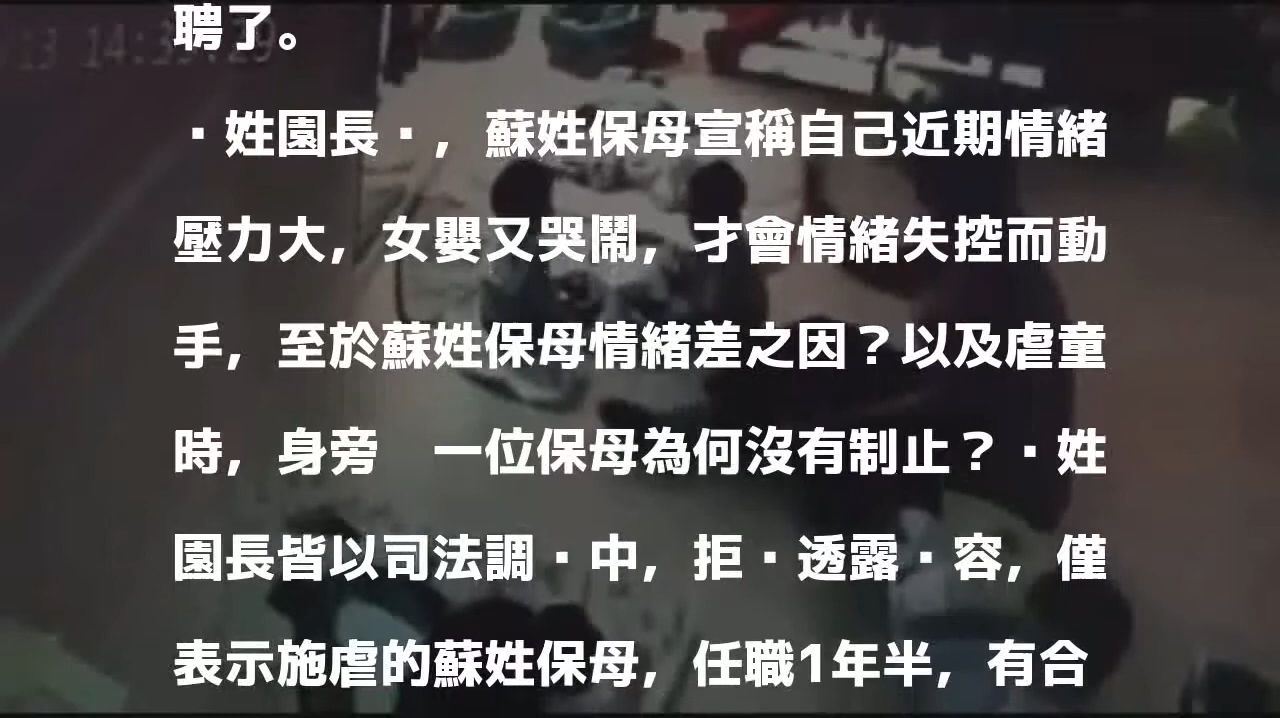 聘了。
13 14:33:29
▪姓園長▪，蘇姓保母宣稱自己近期情緒
壓力大，女嬰又哭鬧，才會情緒失控而動
手，至於蘇姓保母情緒差之因？以及虐童
時，身旁　一位保母為何沒有制止？▪姓
園長皆以司法調▪中，拒▪透露▪容，僅
表示施虐的蘇姓保母，任職1年半，有合